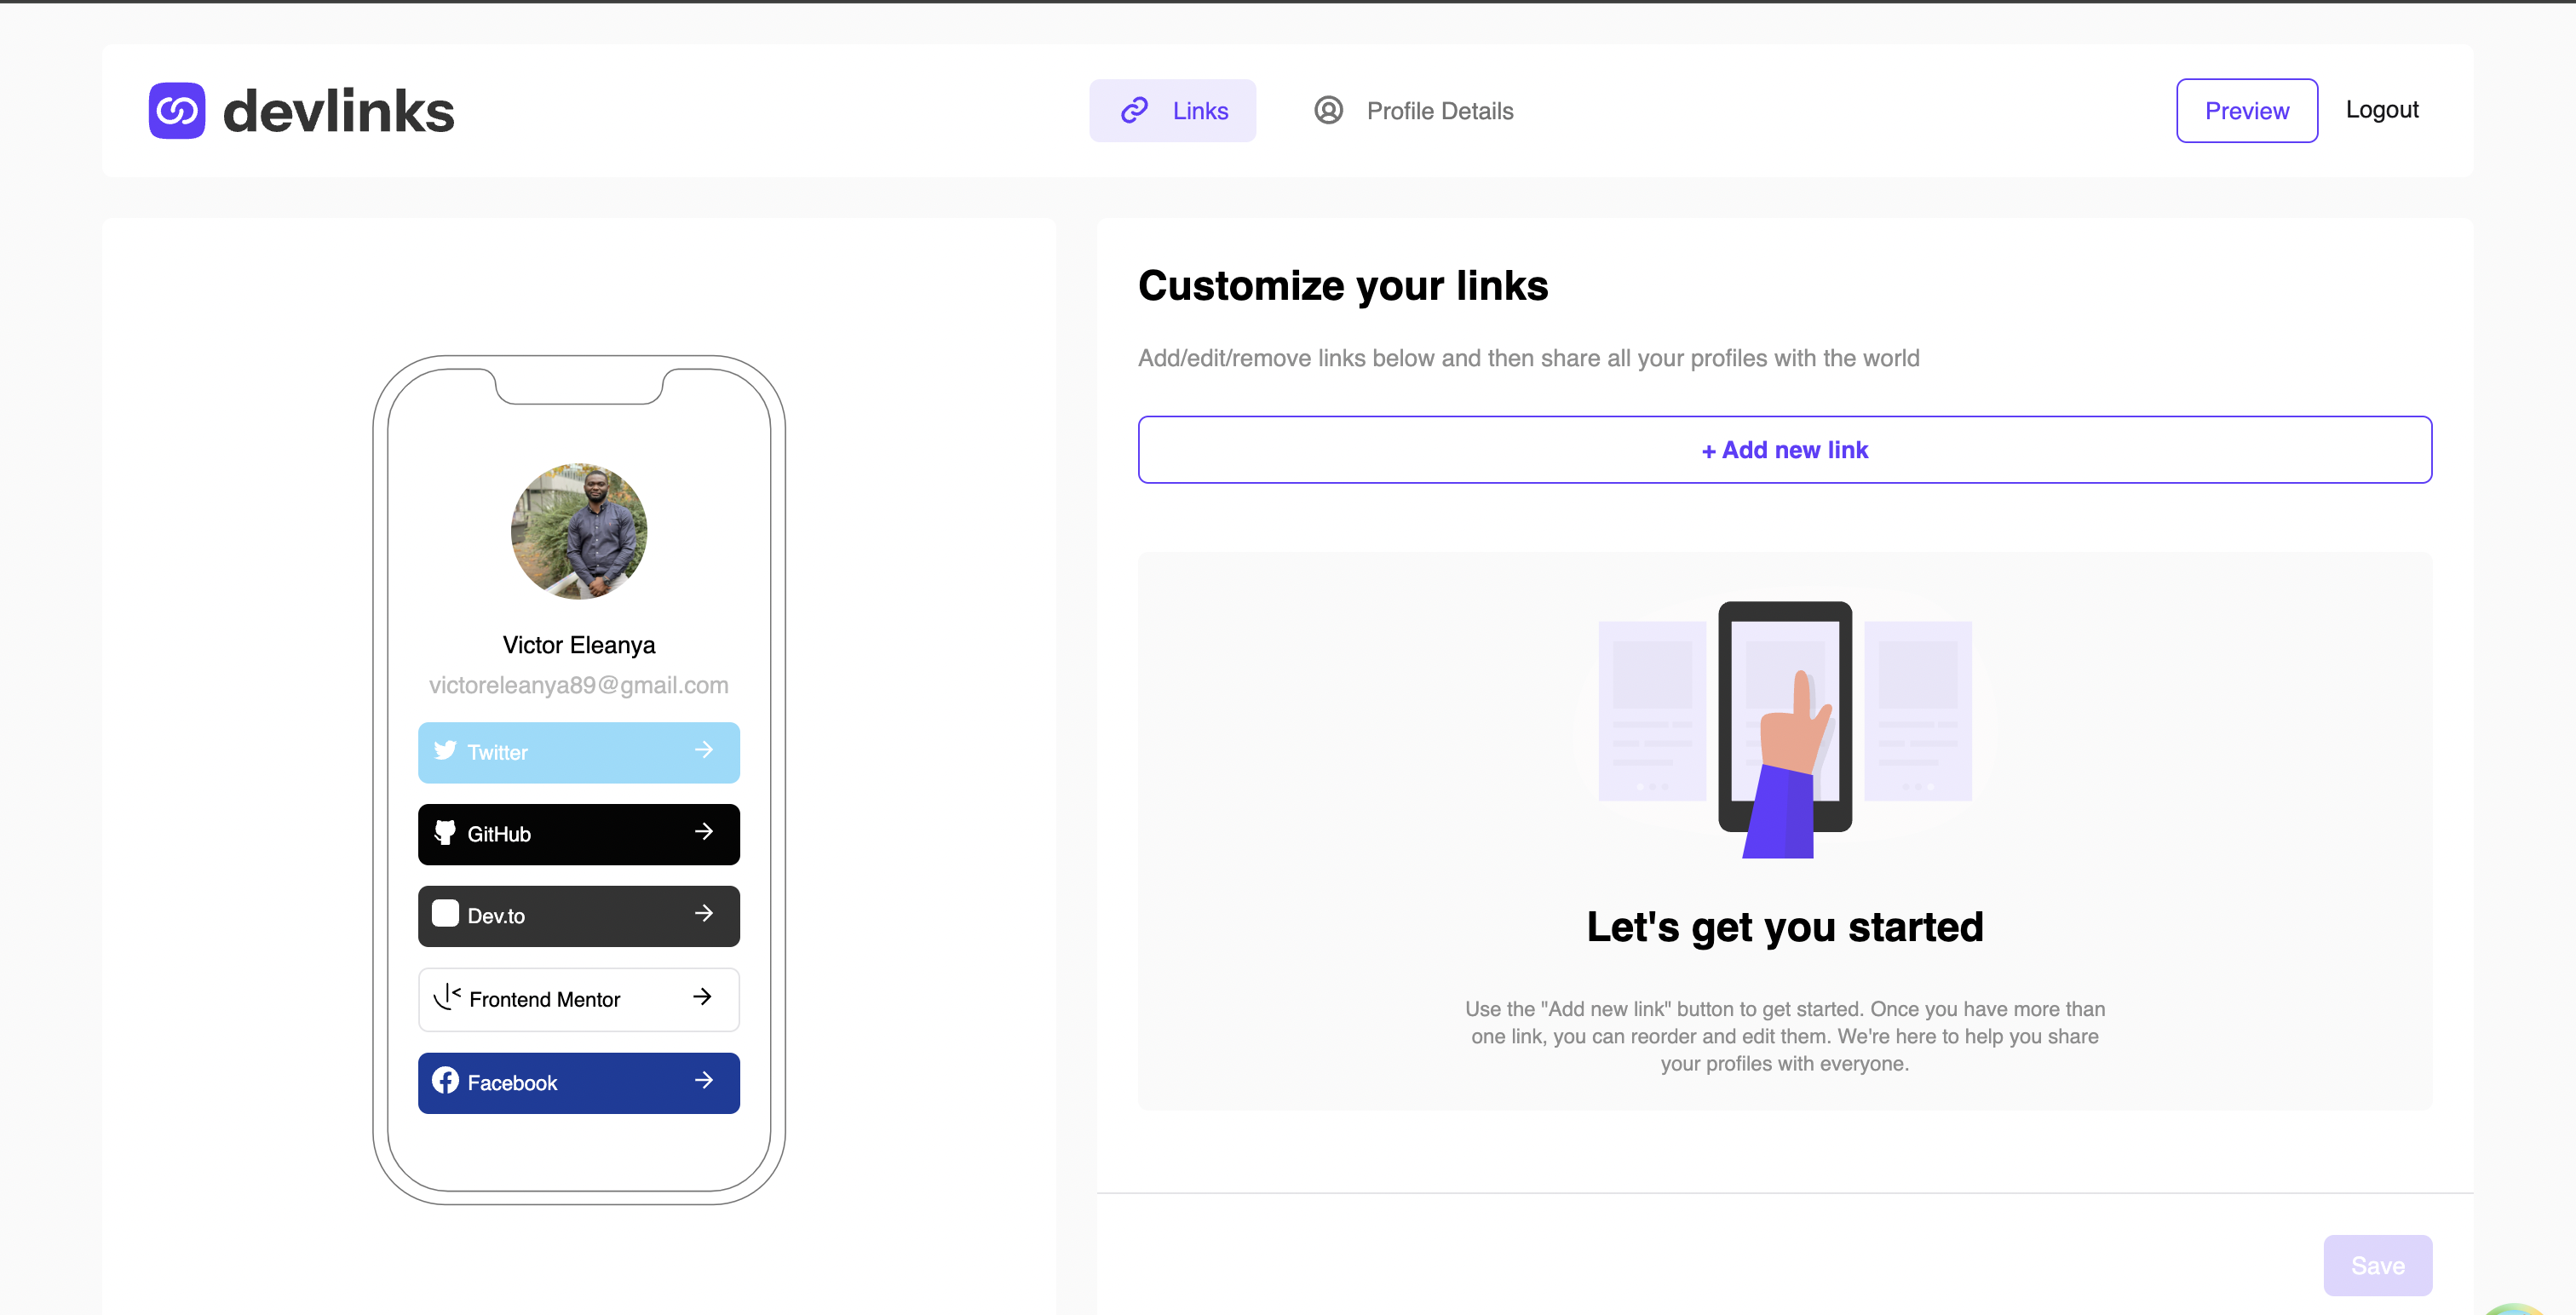 devlinks
Links
Profile Details
Preview
Logout
Victor Eleanya
victoreleanya89@gmail.com
Twitter
GitHub
Dev.to
Frontend Mentor
Facebook
Customize your links
Add/edit/remove links below and then share all your profiles with the world
+ Add new link
Let's get you started
Use the "Add new link" button to get started. Once you have more than
one link, you can reorder and edit them. We're here to help you share
your profiles with everyone.
Save